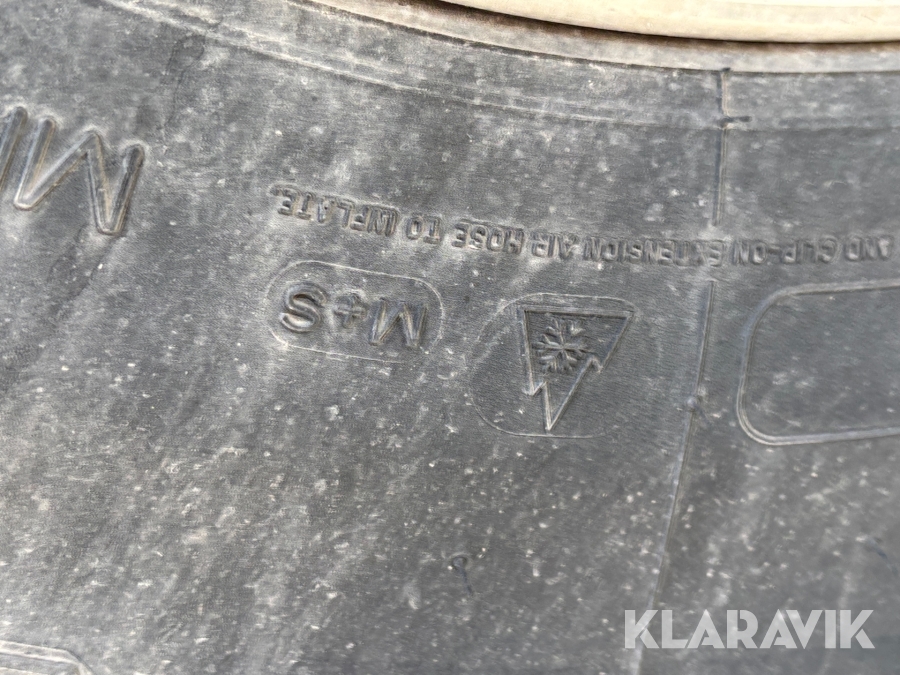 AND CLIP-ON EXTENSION AIR HOSE TO INFLATE.
M+S
KLARAVIK